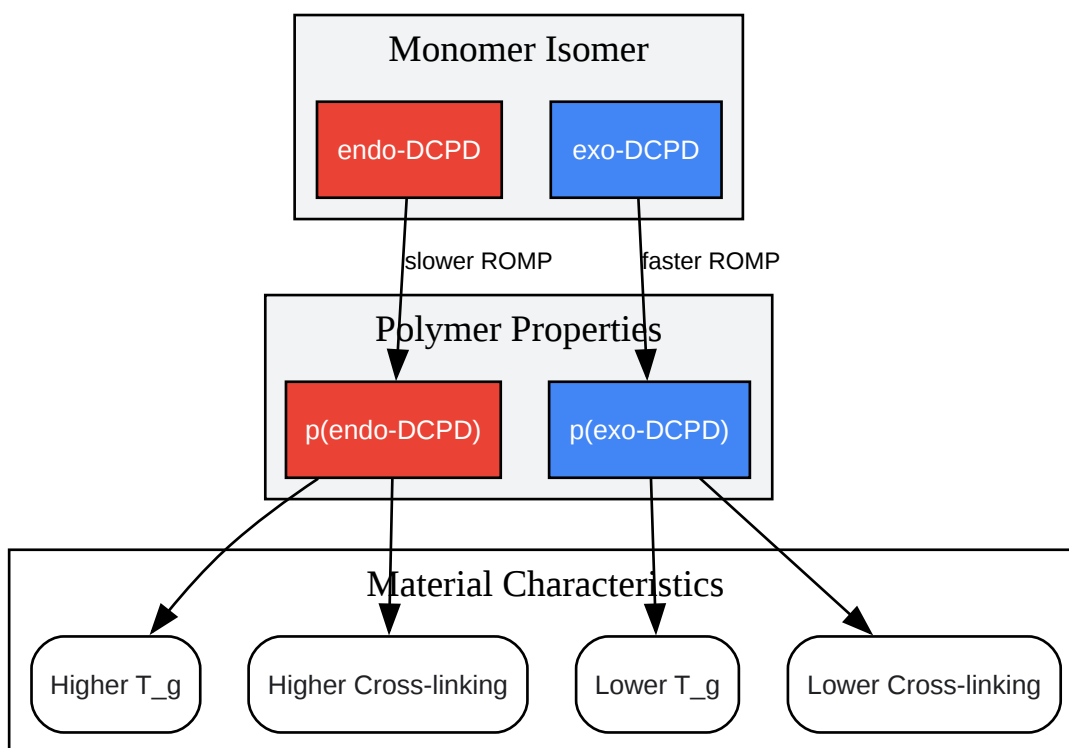 Monomer Isomer
endo-DCPD
exo-DCPD
slower ROMP
faster ROMP
Polymer Properties
p(endo-DCPD)
p(exo-DCPD)
Material Characteristics
Higher T_g
Higher Cross-linking
Lower T_g
Lower Cross-linking